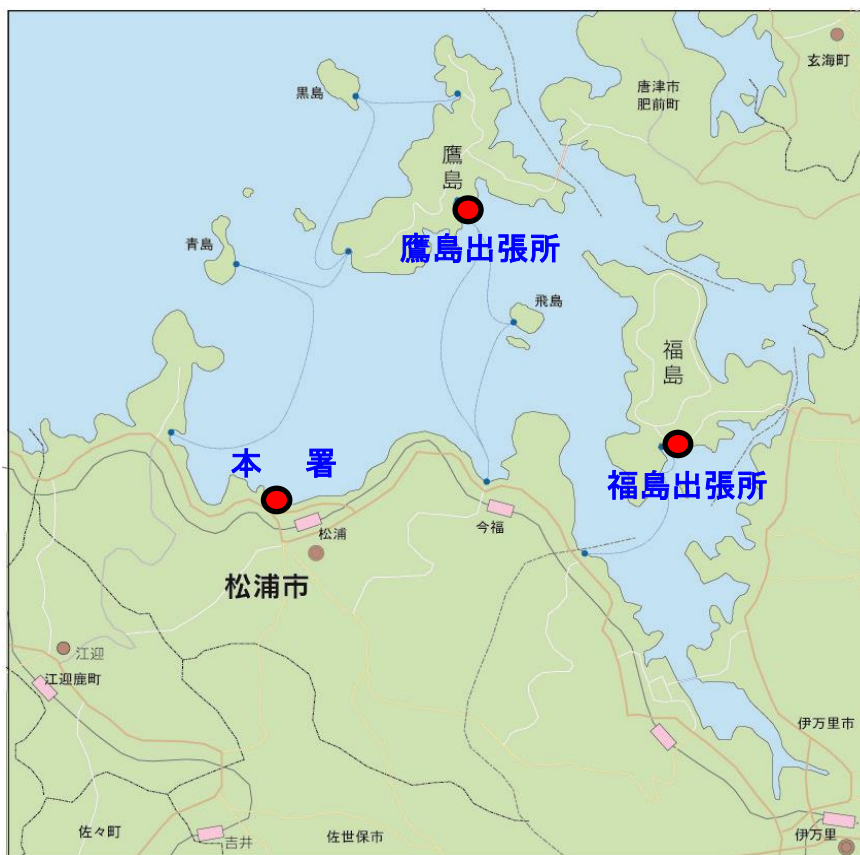 玄海町
黒島
唐津市
肥前町
鷹島
鷹島出張所
青島
飛島
福島
本署
福島出張所
松浦
今福
松浦市
江迎
江迎鹿町
伊万里市
佐々町
吉井
佐世保市
伊万里